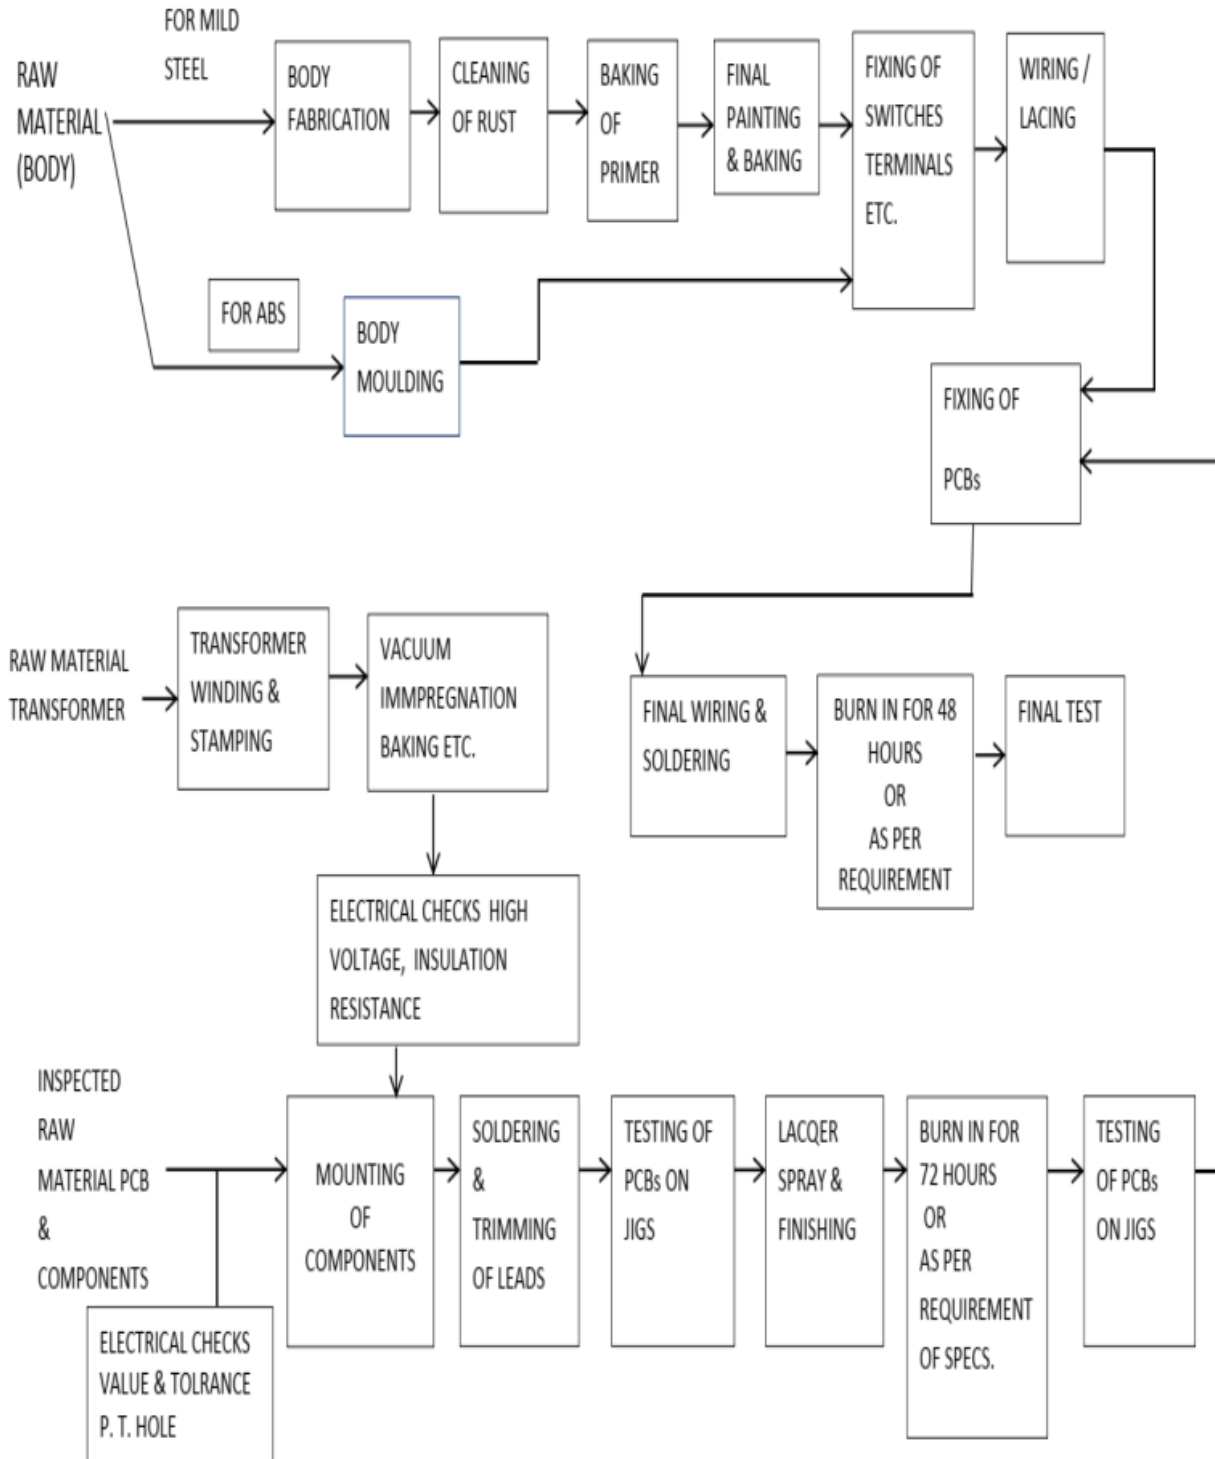 FOR MILD
STEEL
RAW
MATERIAL
(BODY)
BODY
FABRICATION
CLEANING
OF RUST
BAKING
OF
PRIMER
FINAL
PAINTING
& BAKING
FIXING OF
SWITCHES
TERMINALS
ETC.
WIRING /
LACING
FOR ABS
BODY
MOULDING
FIXING OF
PCBs
RAW MATERIAL
TRANSFORMER
TRANSFORMER
WINDING &
STAMPING
VACUUM
IMMPREGNATION
BAKING ETC.
FINAL WIRING &
SOLDERING
BURN IN FOR 48
HOURS
OR
AS PER
REQUIREMENT
FINAL TEST
ELECTRICAL CHECKS HIGH
VOLTAGE, INSULATION
RESISTANCE
INSPECTED
RAW
MATERIAL PCB
&
COMPONENTS
MOUNTING
OF
COMPONENTS
SOLDERING
&
TRIMMING
OF LEADS
TESTING OF
PCBs ON
JIGS
LACQER
SPRAY &
FINISHING
BURN IN FOR
72 HOURS
OR
AS PER
REQUIREMENT
OF SPECS.
TESTING
OF PCBs
ON JIGS
ELECTRICAL CHECKS
VALUE & TOLRANCE
P. T. HOLE